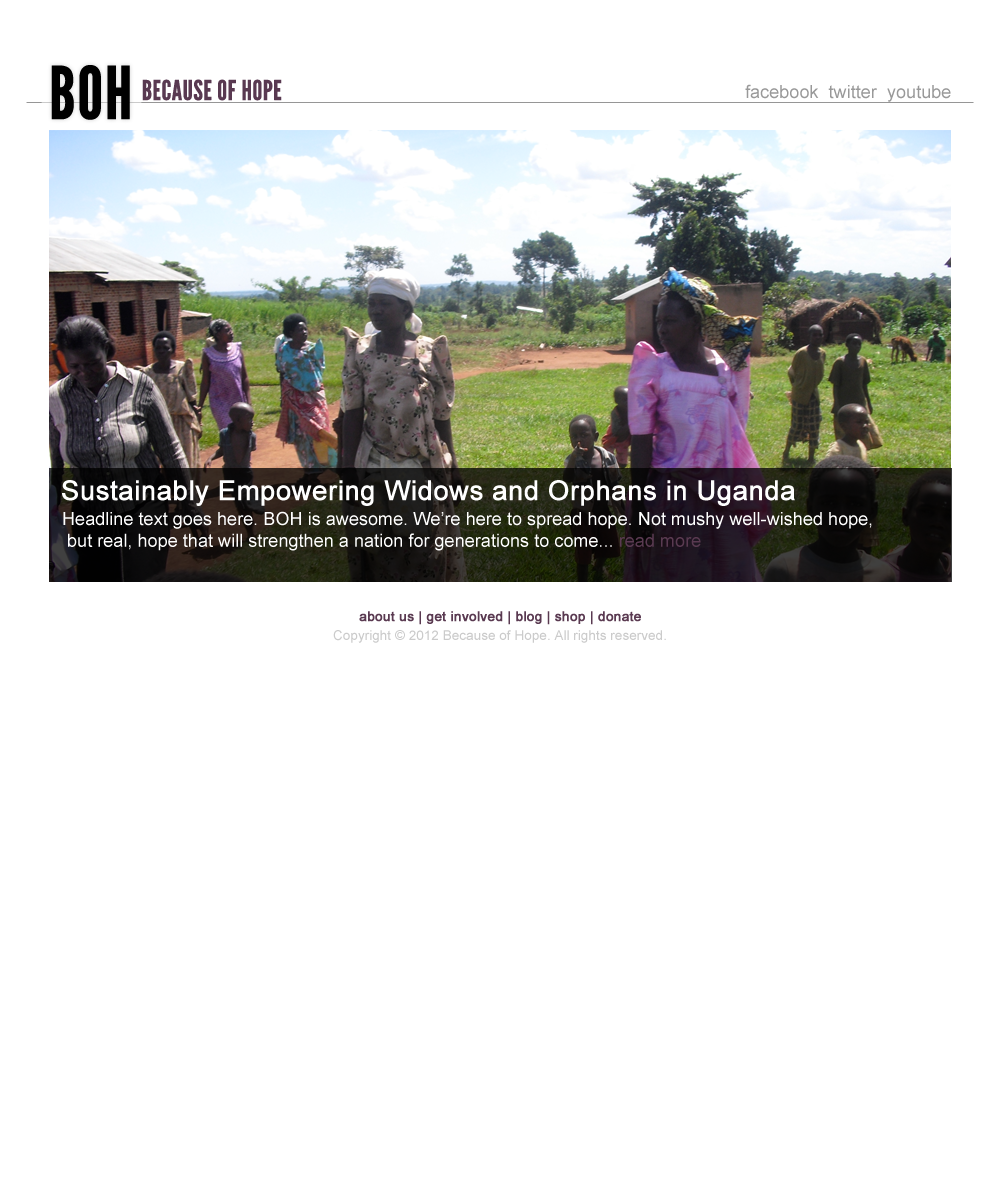 BOH BECAUSE OF HOPE
facebook twitter youtube
Sustainably Empowering Widows and Orphans in Uganda
Headline text goes here. BOH is awesome. We're here to spread hope. Not mushy well-wished hope,
but real, hope that will strengthen a nation for generations to come... read more
about us | get involved | blog | shop | donate
Copyright © 2012 Because of Hope. All rights reserved.